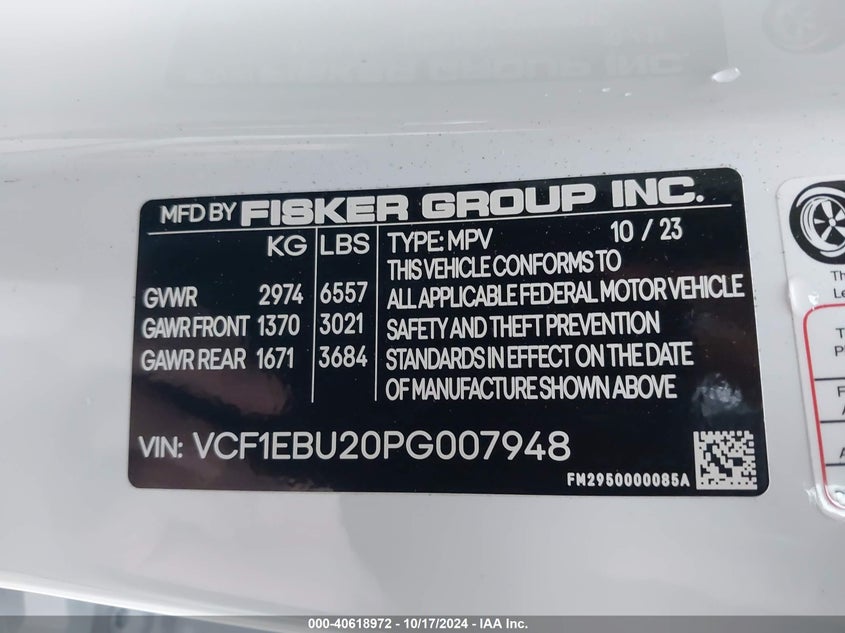 MFD BY FISKER GROUP INC.
KG LBS TYPE: MPV 10 / 23
THIS VEHICLE CONFORMS TO
GVWR 2974 6557 ALL APPLICABLE FEDERAL MOTOR VEHICLE
GAWR FRONT 1370 3021 SAFETY AND THEFT PREVENTION
GAWR REAR 1671 3684 STANDARDS IN EFFECT ON THE DATE
OF MANUFACTURE SHOWN ABOVE
VIN: VCF1EBU20PG007948
FM2950000085A
000-40618972 - 10/17/2024 - IAA Inc.